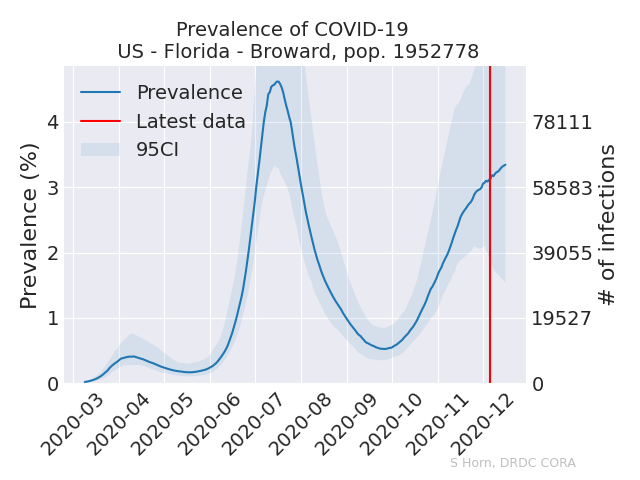 Prevalence of COVID-19
US - Florida - Broward, pop. 1952778
Prevalence
Latest data
95CI
Prevalence (%)
4
3
2
1
0
78111
58583
39055
19527
0
# of infections
2020-03
2020-04
2020-05
2020-06
2020-07
2020-08
2020-09
2020-10
2020-11
2020-12
S Horn, DRDC CORA